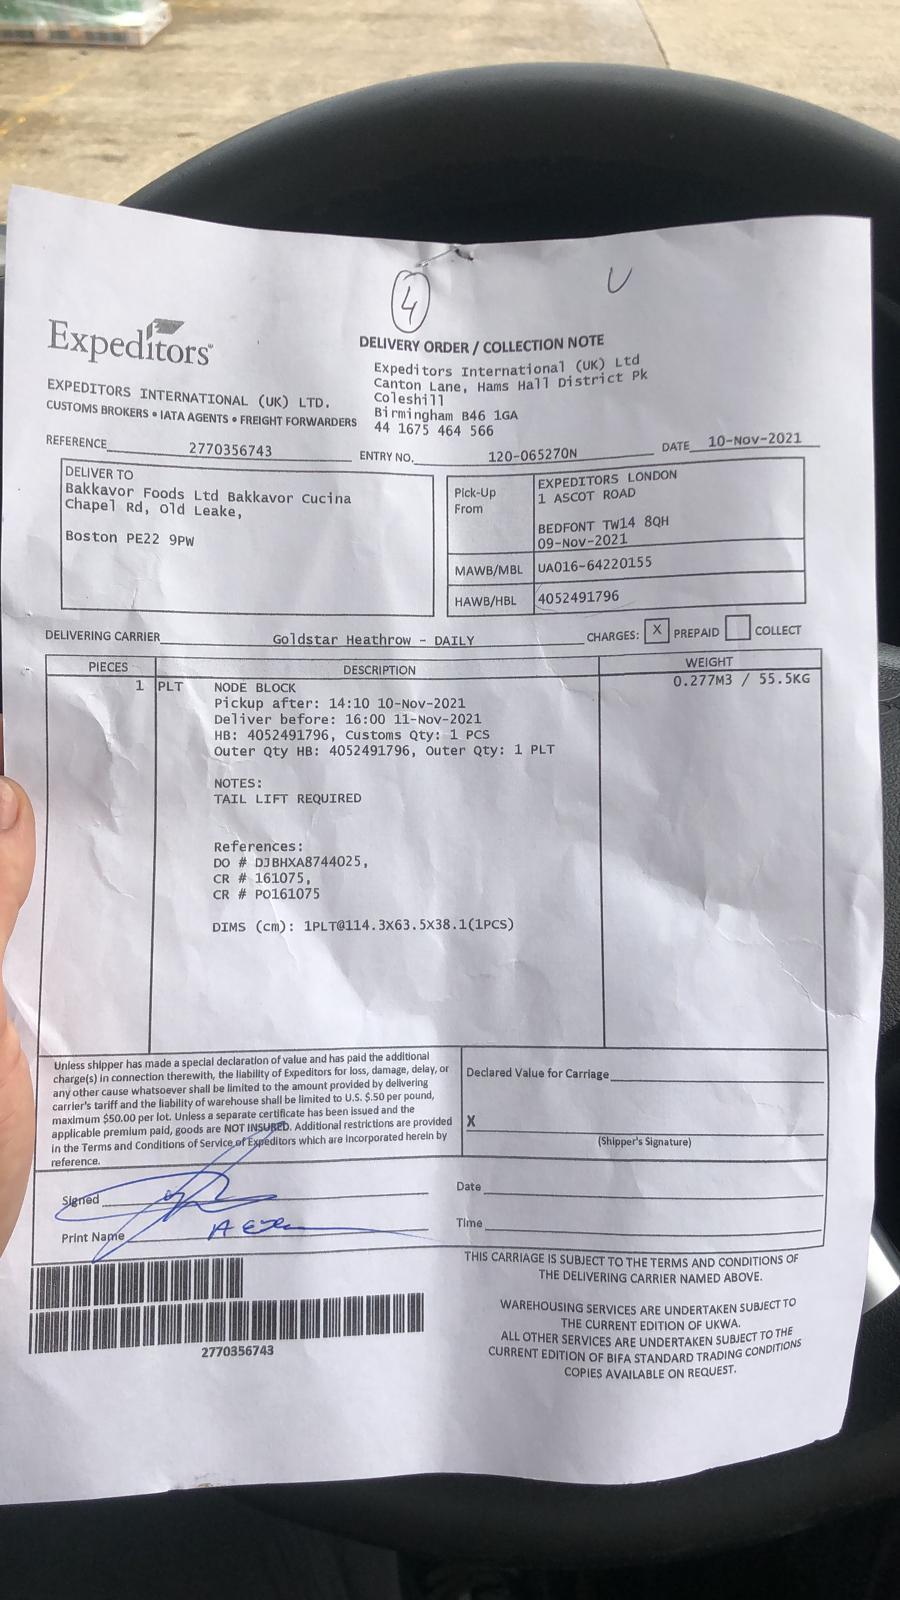 4
U
Expeditors
DELIVERY ORDER / COLLECTION NOTE
Expeditors International (UK) Ltd
Canton Lane, Hams Hall District Pk
Coleshill
Birmingham B46 1GA
44 1675 464 566
EXPEDITORS INTERNATIONAL (UK) LTD.
CUSTOMS BROKERS • IATA AGENTS • FREIGHT FORWARDERS
REFERENCE 2770356743 ENTRY NO. 120-065270N DATE 10-Nov-2021
DELIVER TO
Bakkavor Foods Ltd Bakkavor Cucina
Chapel Rd, Old Leake,
Boston PE22 9PW
Pick-Up
From
EXPEDITORS LONDON
1 ASCOT ROAD
BEDFONT TW14 8QH
09-Nov-2021
MAWB/MBL UA016-64220155
HAWB/HBL 4052491796
DELIVERING CARRIER Goldstar Heathrow - DAILY CHARGES: X PREPAID COLLECT
PIECES DESCRIPTION WEIGHT
1 PLT NODE BLOCK 0.277M3 / 55.5KG
Pickup after: 14:10 10-Nov-2021
Deliver before: 16:00 11-Nov-2021
HB: 4052491796, Customs Qty: 1 PCS
Outer Qty HB: 4052491796, Outer Qty: 1 PLT
NOTES:
TAIL LIFT REQUIRED
References:
DO # DJBHXA8744025,
CR # 161075,
CR # PO161075
DIMS (cm): 1PLT@114.3X63.5X38.1(1PCS)
Unless shipper has made a special declaration of value and has paid the additional
charge(s) in connection therewith, the liability of Expeditors for loss, damage, delay, or
any other cause whatsoever shall be limited to the amount provided by delivering
carrier's tariff and the liability of warehouse shall be limited to U.S. $.50 per pound,
maximum $50.00 per lot. Unless a separate certificate has been issued and the
applicable premium paid, goods are NOT INSURED. Additional restrictions are provided
in the Terms and Conditions of Service of Expeditors which are incorporated herein by
reference.
Declared Value for Carriage
X
(Shipper's Signature)
Signed
Print Name
Date
Time
2770356743
THIS CARRIAGE IS SUBJECT TO THE TERMS AND CONDITIONS OF
THE DELIVERING CARRIER NAMED ABOVE.
WAREHOUSING SERVICES ARE UNDERTAKEN SUBJECT TO
THE CURRENT EDITION OF UKWA.
ALL OTHER SERVICES ARE UNDERTAKEN SUBJECT TO THE
CURRENT EDITION OF BIFA STANDARD TRADING CONDITIONS
COPIES AVAILABLE ON REQUEST.